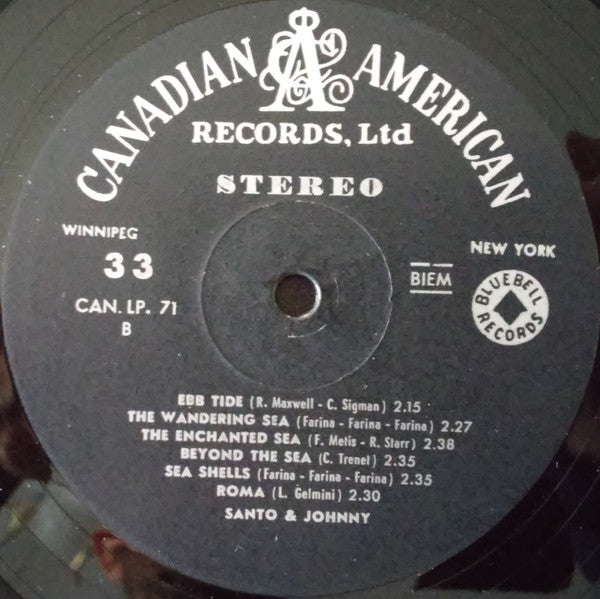 CANADIAN AMERICAN
RECORDS, Ltd
STEREO
WINNIPEG
33
CAN. LP. 71
B
BIEM
NEW YORK
BLUEBELL RECORDS
EBB TIDE (R. Maxwell - C. Sigman) 2.15
THE WANDERING SEA (Farina - Farina - Farina) 2.27
THE ENCHANTED SEA (F. Metis - R. Starr) 2.38
BEYOND THE SEA (C. Trenet) 2.35
SEA SHELLS (Farina - Farina - Farina) 2.35
ROMA (L. Gelmini) 2.30
SANTO & JOHNNY